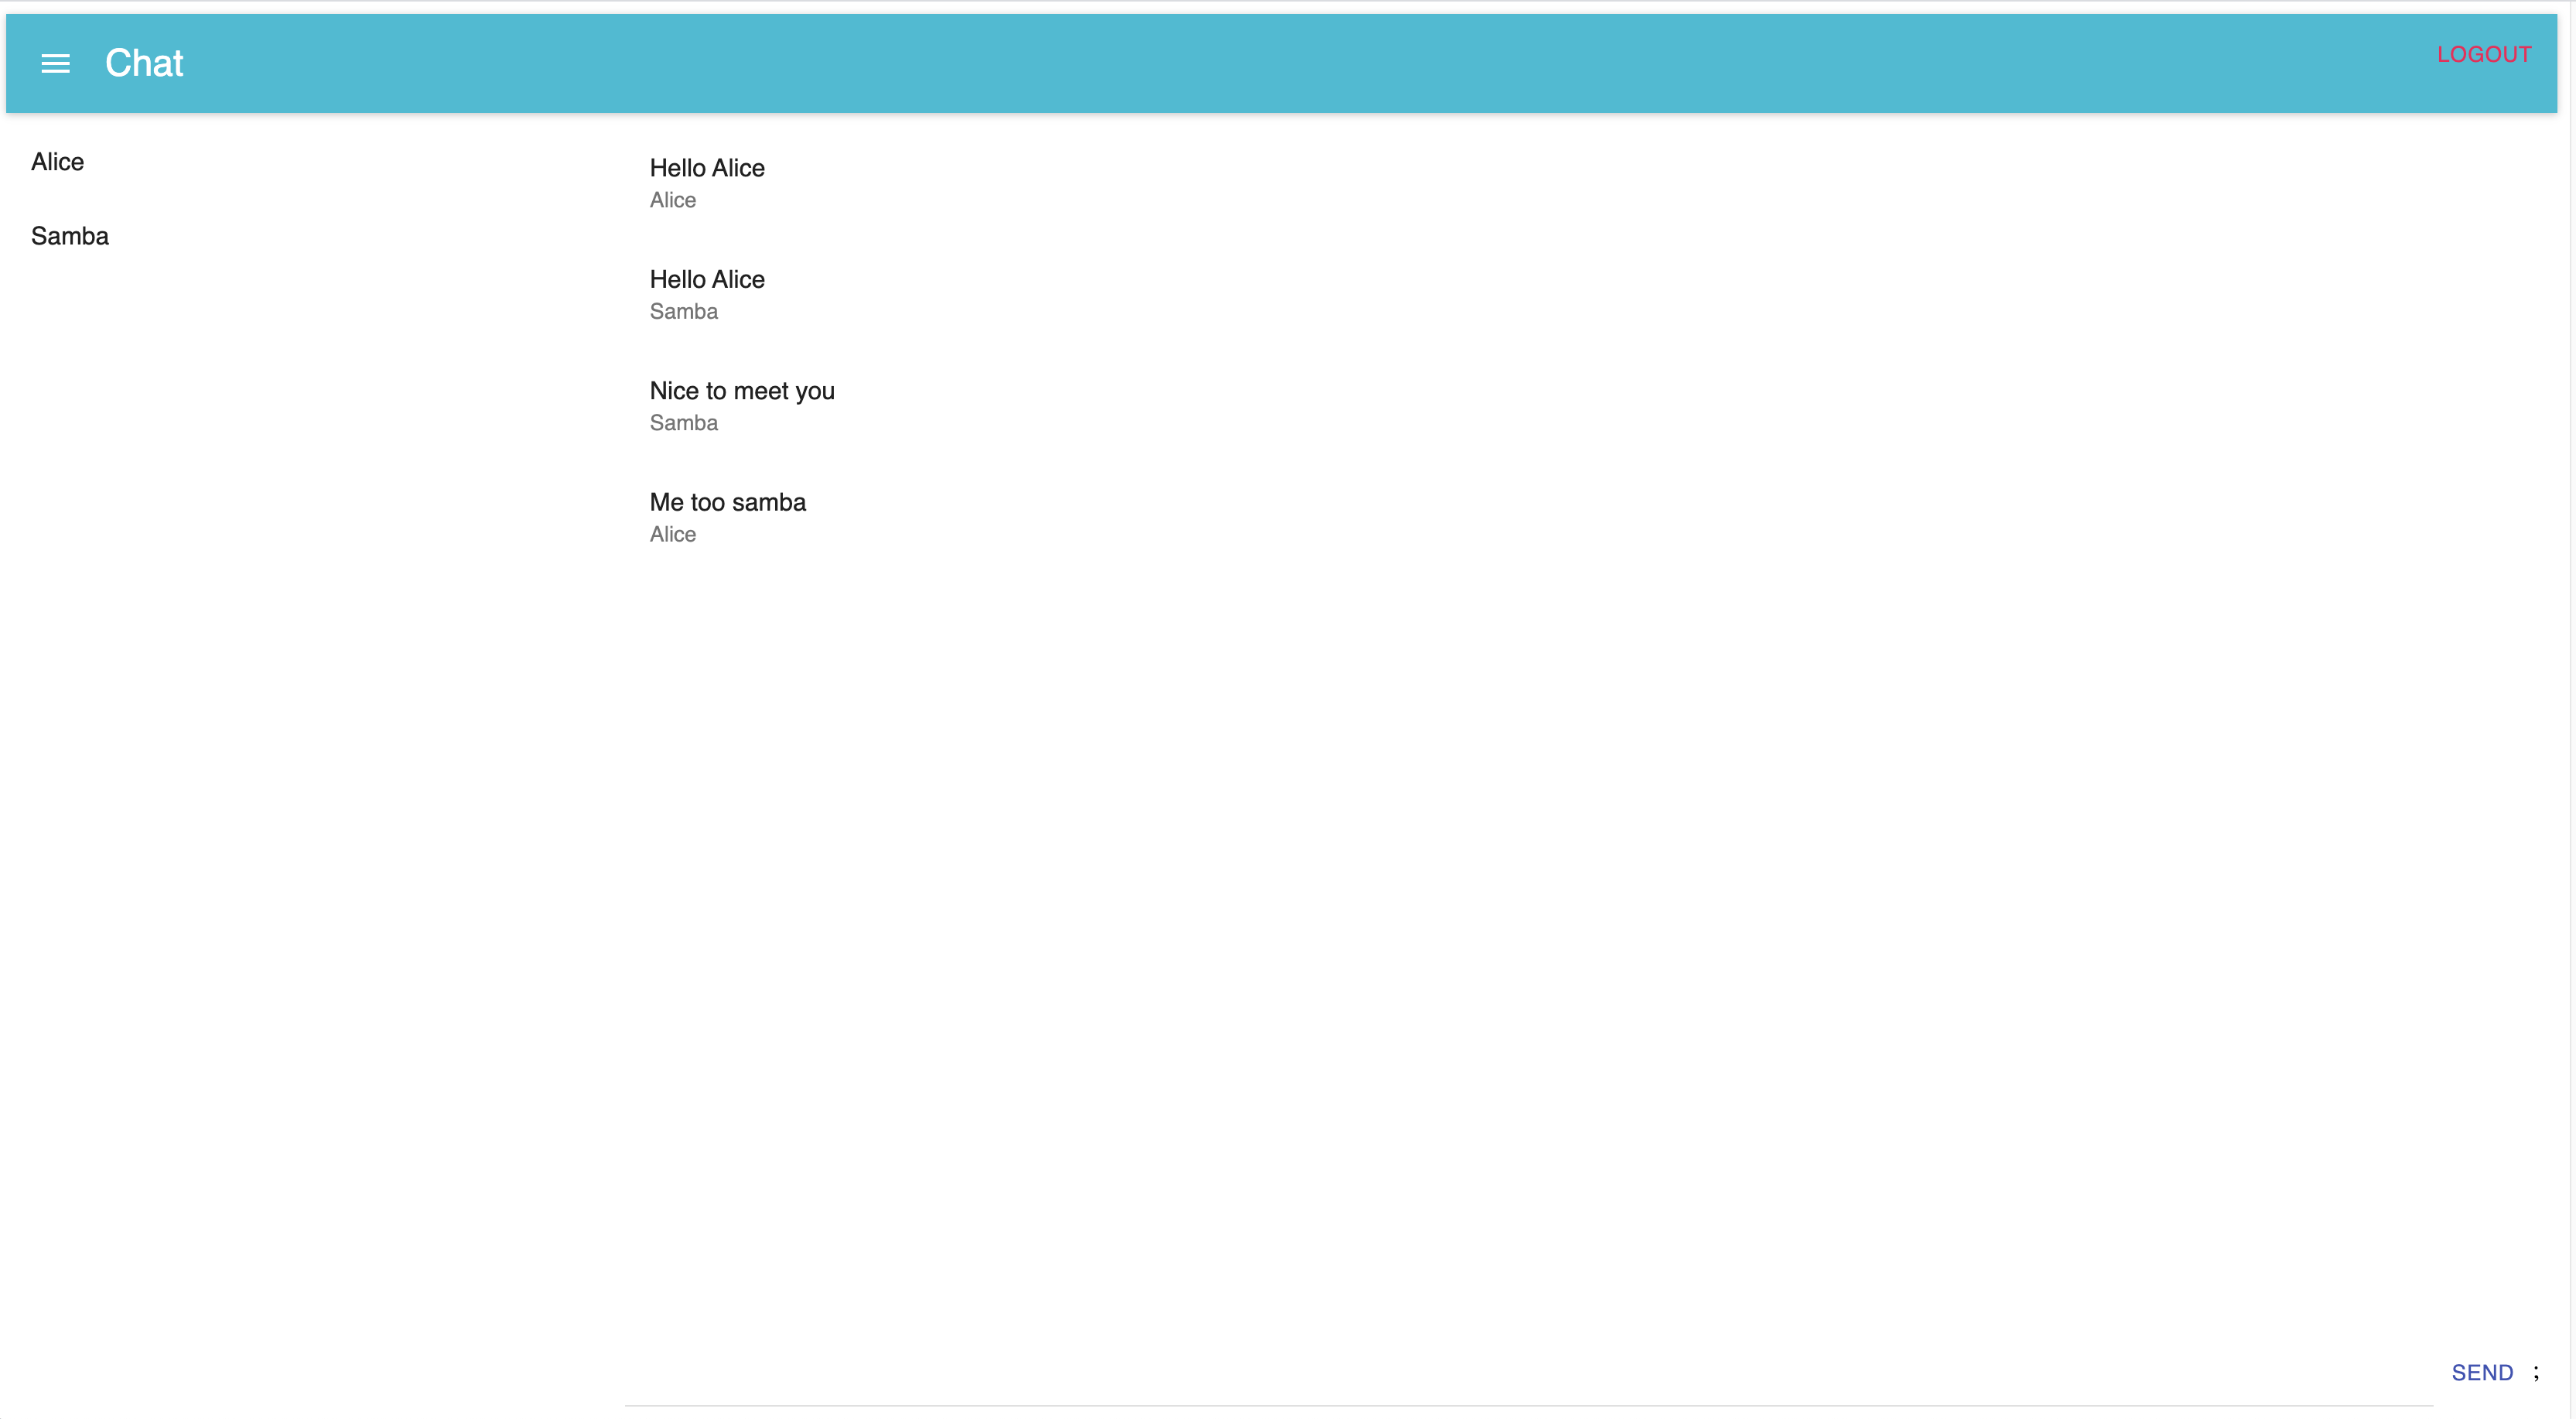 Chat
LOGOUT
Alice
Samba
Hello Alice
Alice
Hello Alice
Samba
Nice to meet you
Samba
Me too samba
Alice
SEND ;